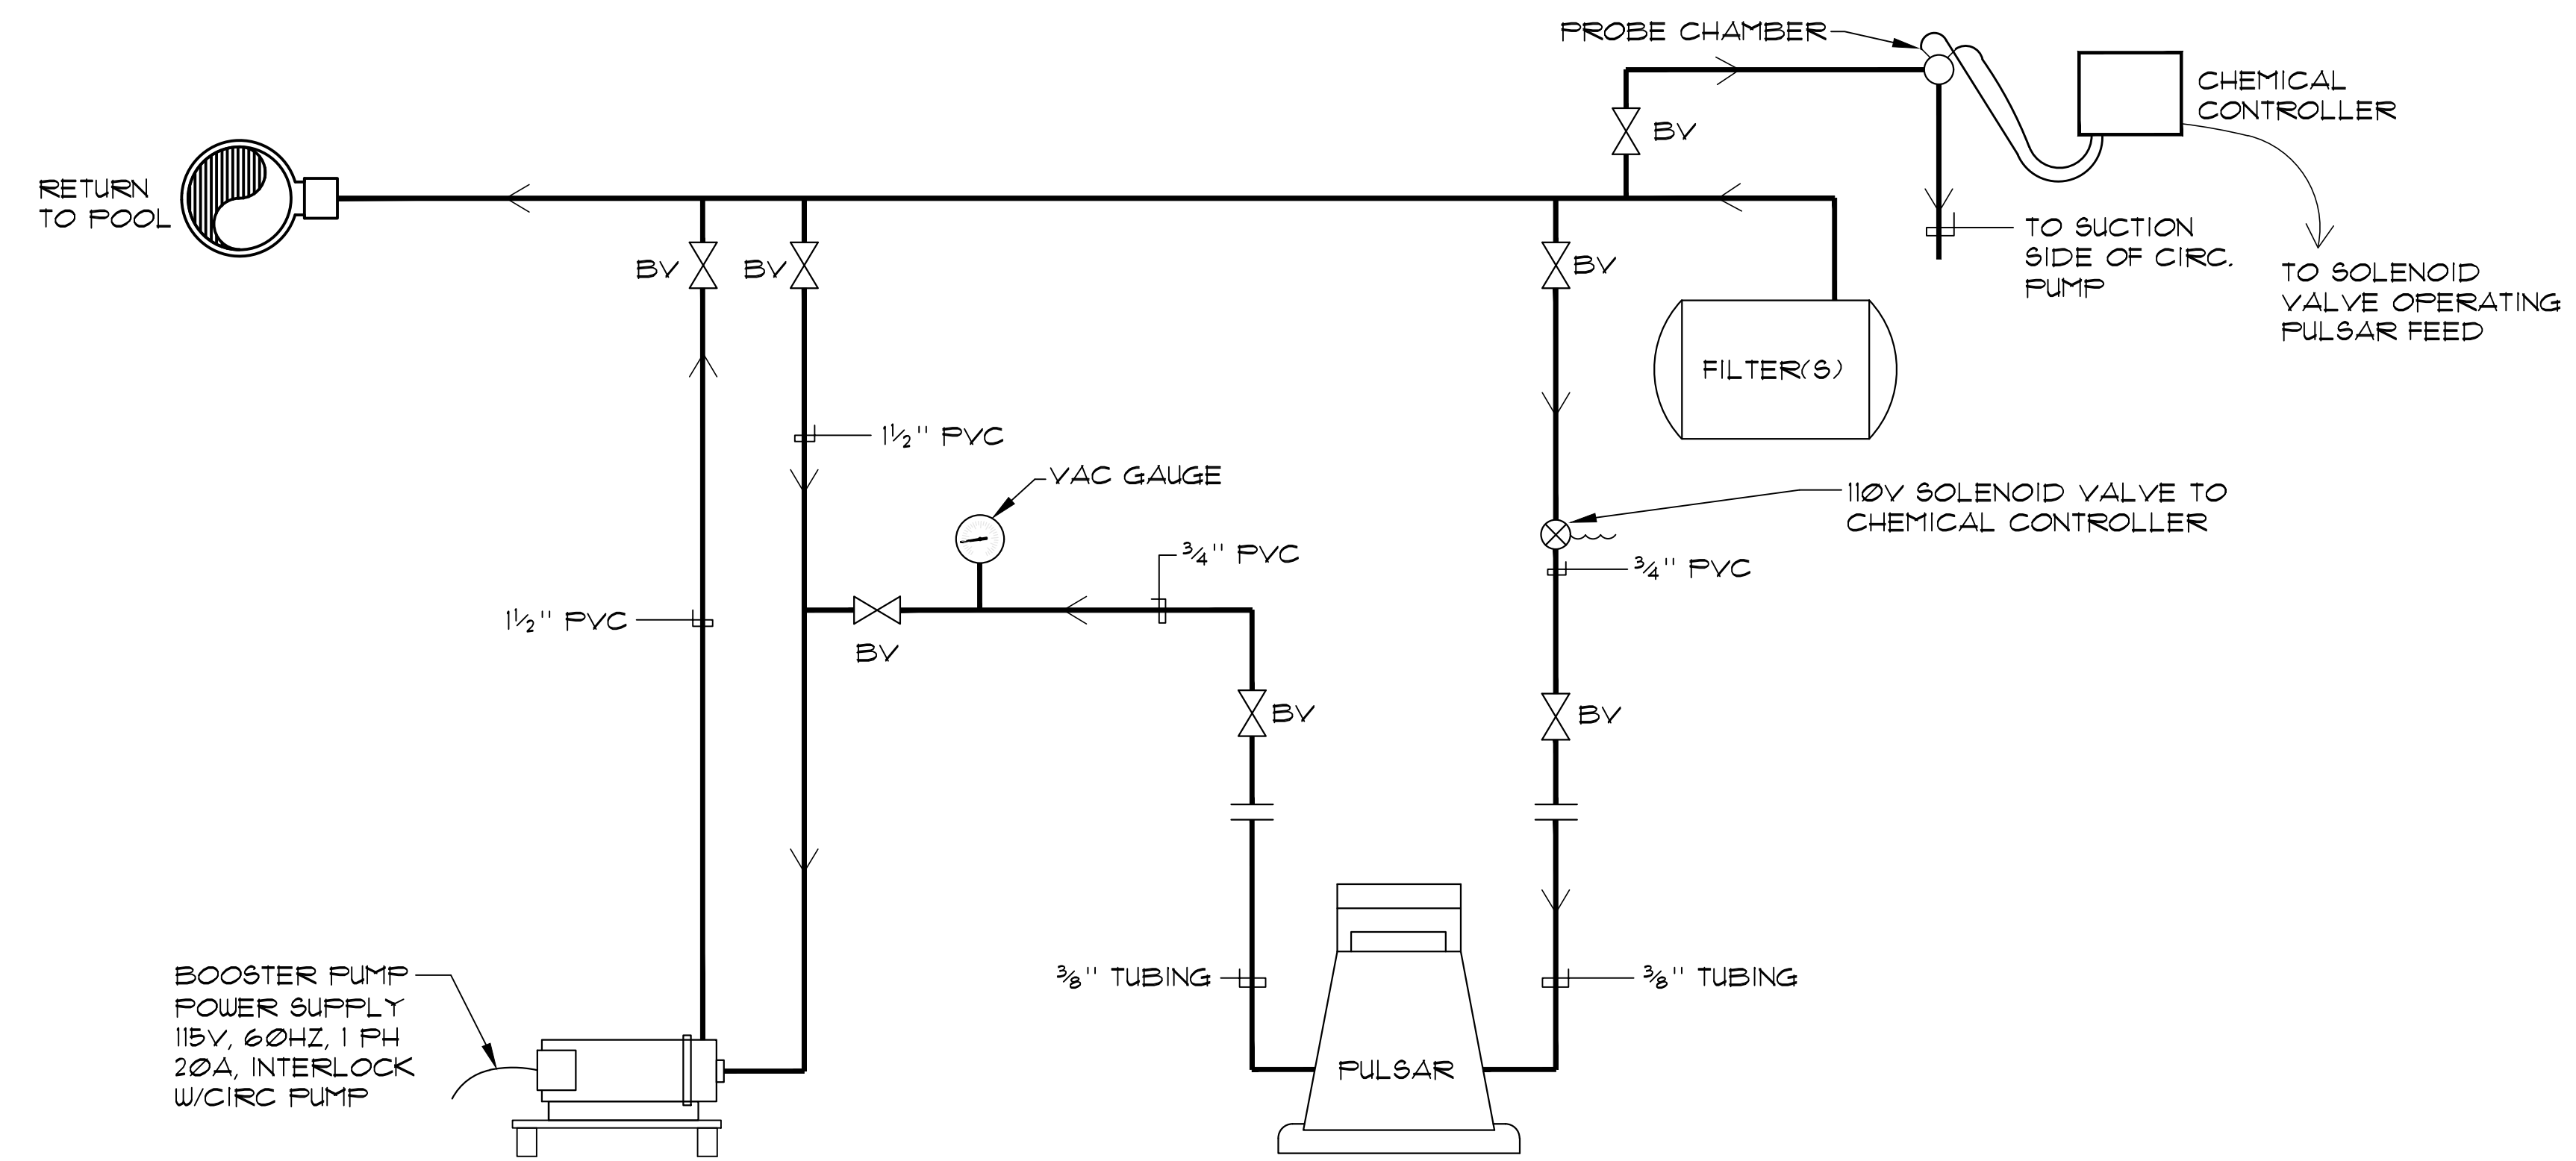 PROBE CHAMBER
CHEMICAL
CONTROLLER
BV
RETURN
TO POOL
TO SUCTION
SIDE OF CIRC.
PUMP
TO SOLENOID
VALVE OPERATING
PULSAR FEED
BV
BV
BV
FILTER(S)
1½" PVC
VAC GAUGE
110V SOLENOID VALVE TO
CHEMICAL CONTROLLER
¾" PVC
¾" PVC
1½" PVC
BV
BV
BV
BOOSTER PUMP
POWER SUPPLY
115V, 60HZ, 1 PH
20A, INTERLOCK
W/CIRC PUMP
⅜" TUBING
⅜" TUBING
PULSAR